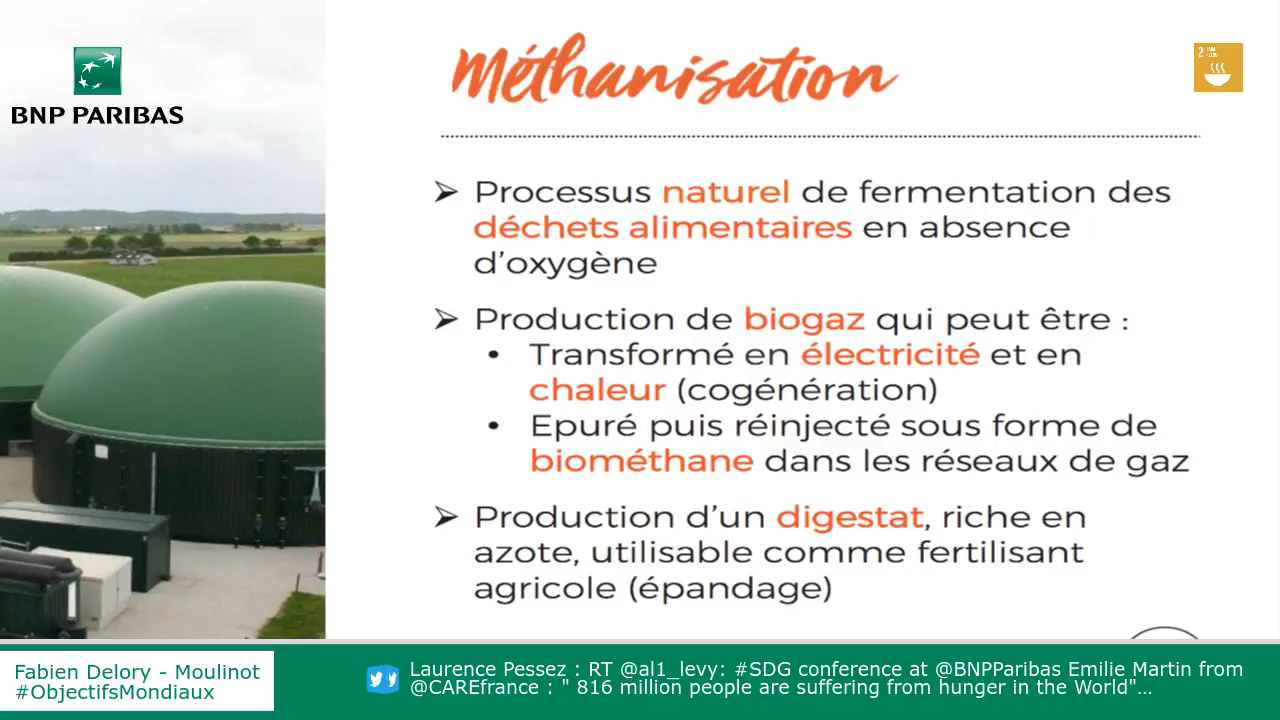 BNP PARIBAS
Méthanisation
2
Processus naturel de fermentation des
déchets alimentaires en absence
d’oxygène
Production de biogaz qui peut être :
Transformé en électricité et en
chaleur (cogénération)
Epuré puis réinjecté sous forme de
biométhane dans les réseaux de gaz
Production d’un digestat, riche en
azote, utilisable comme fertilisant
agricole (épandage)
Fabien Delory - Moulinot
#ObjectifsMondiaux
Laurence Pessez : RT @al1_levy: #SDG conference at @BNPParibas Emilie Martin from
@CAREfrance : " 816 million people are suffering from hunger in the World"...